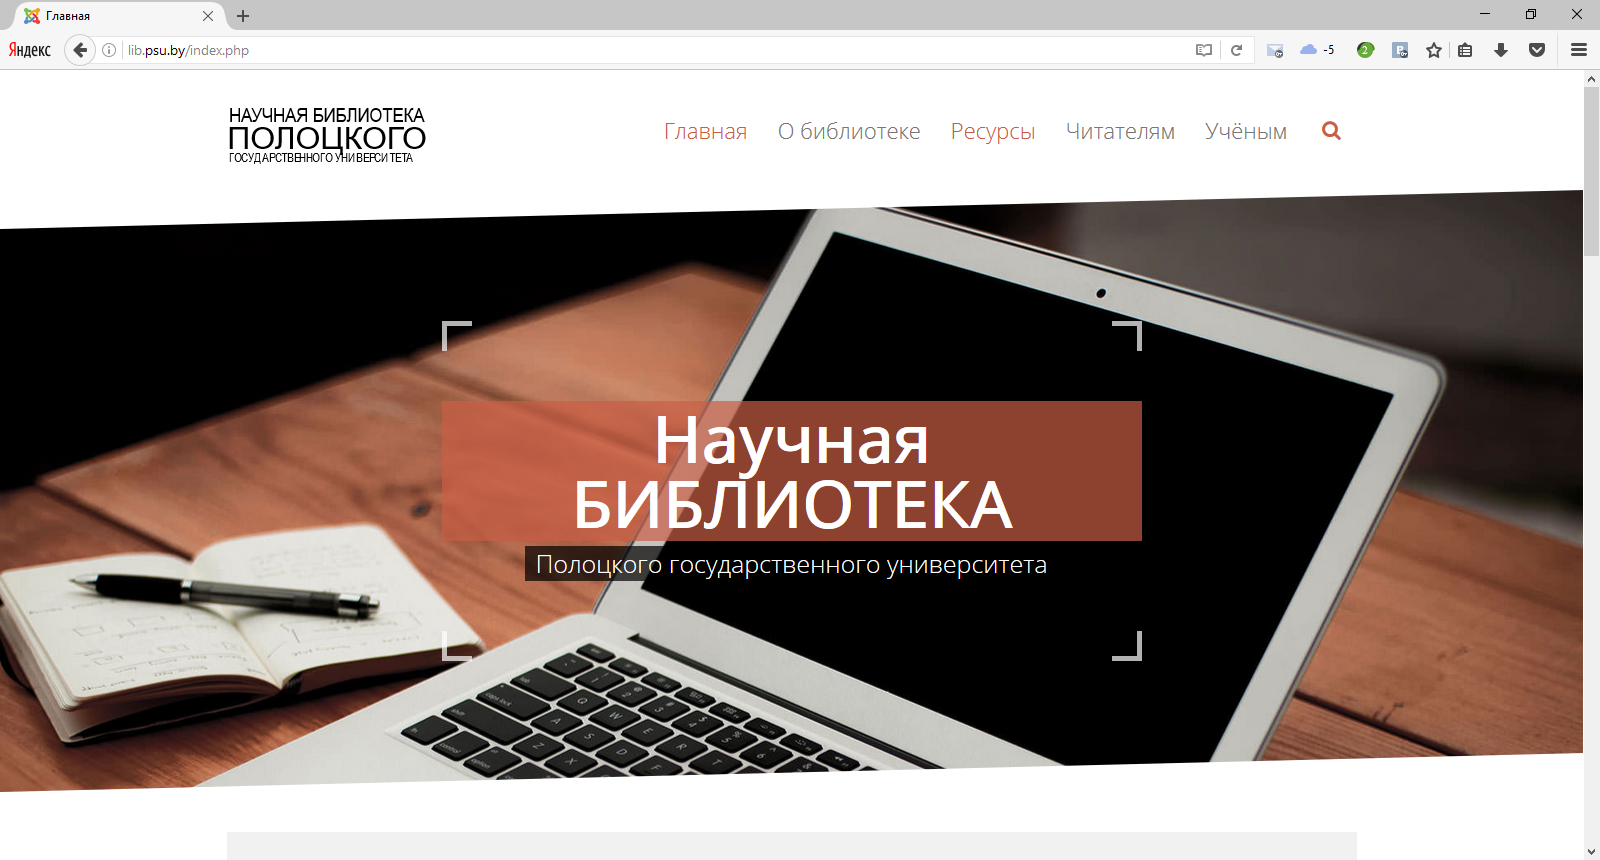 Главная
Яндекс
lib.psu.by/index.php
-5
2
НАУЧНАЯ БИБЛИОТЕКА
ПОЛОЦКОГО
ГОСУДАРСТВЕННОГО УНИВЕРСИТЕТА
Главная
О библиотеке
Ресурсы
Читателям
Учёным
Научная
БИБЛИОТЕКА
Полоцкого государственного университета